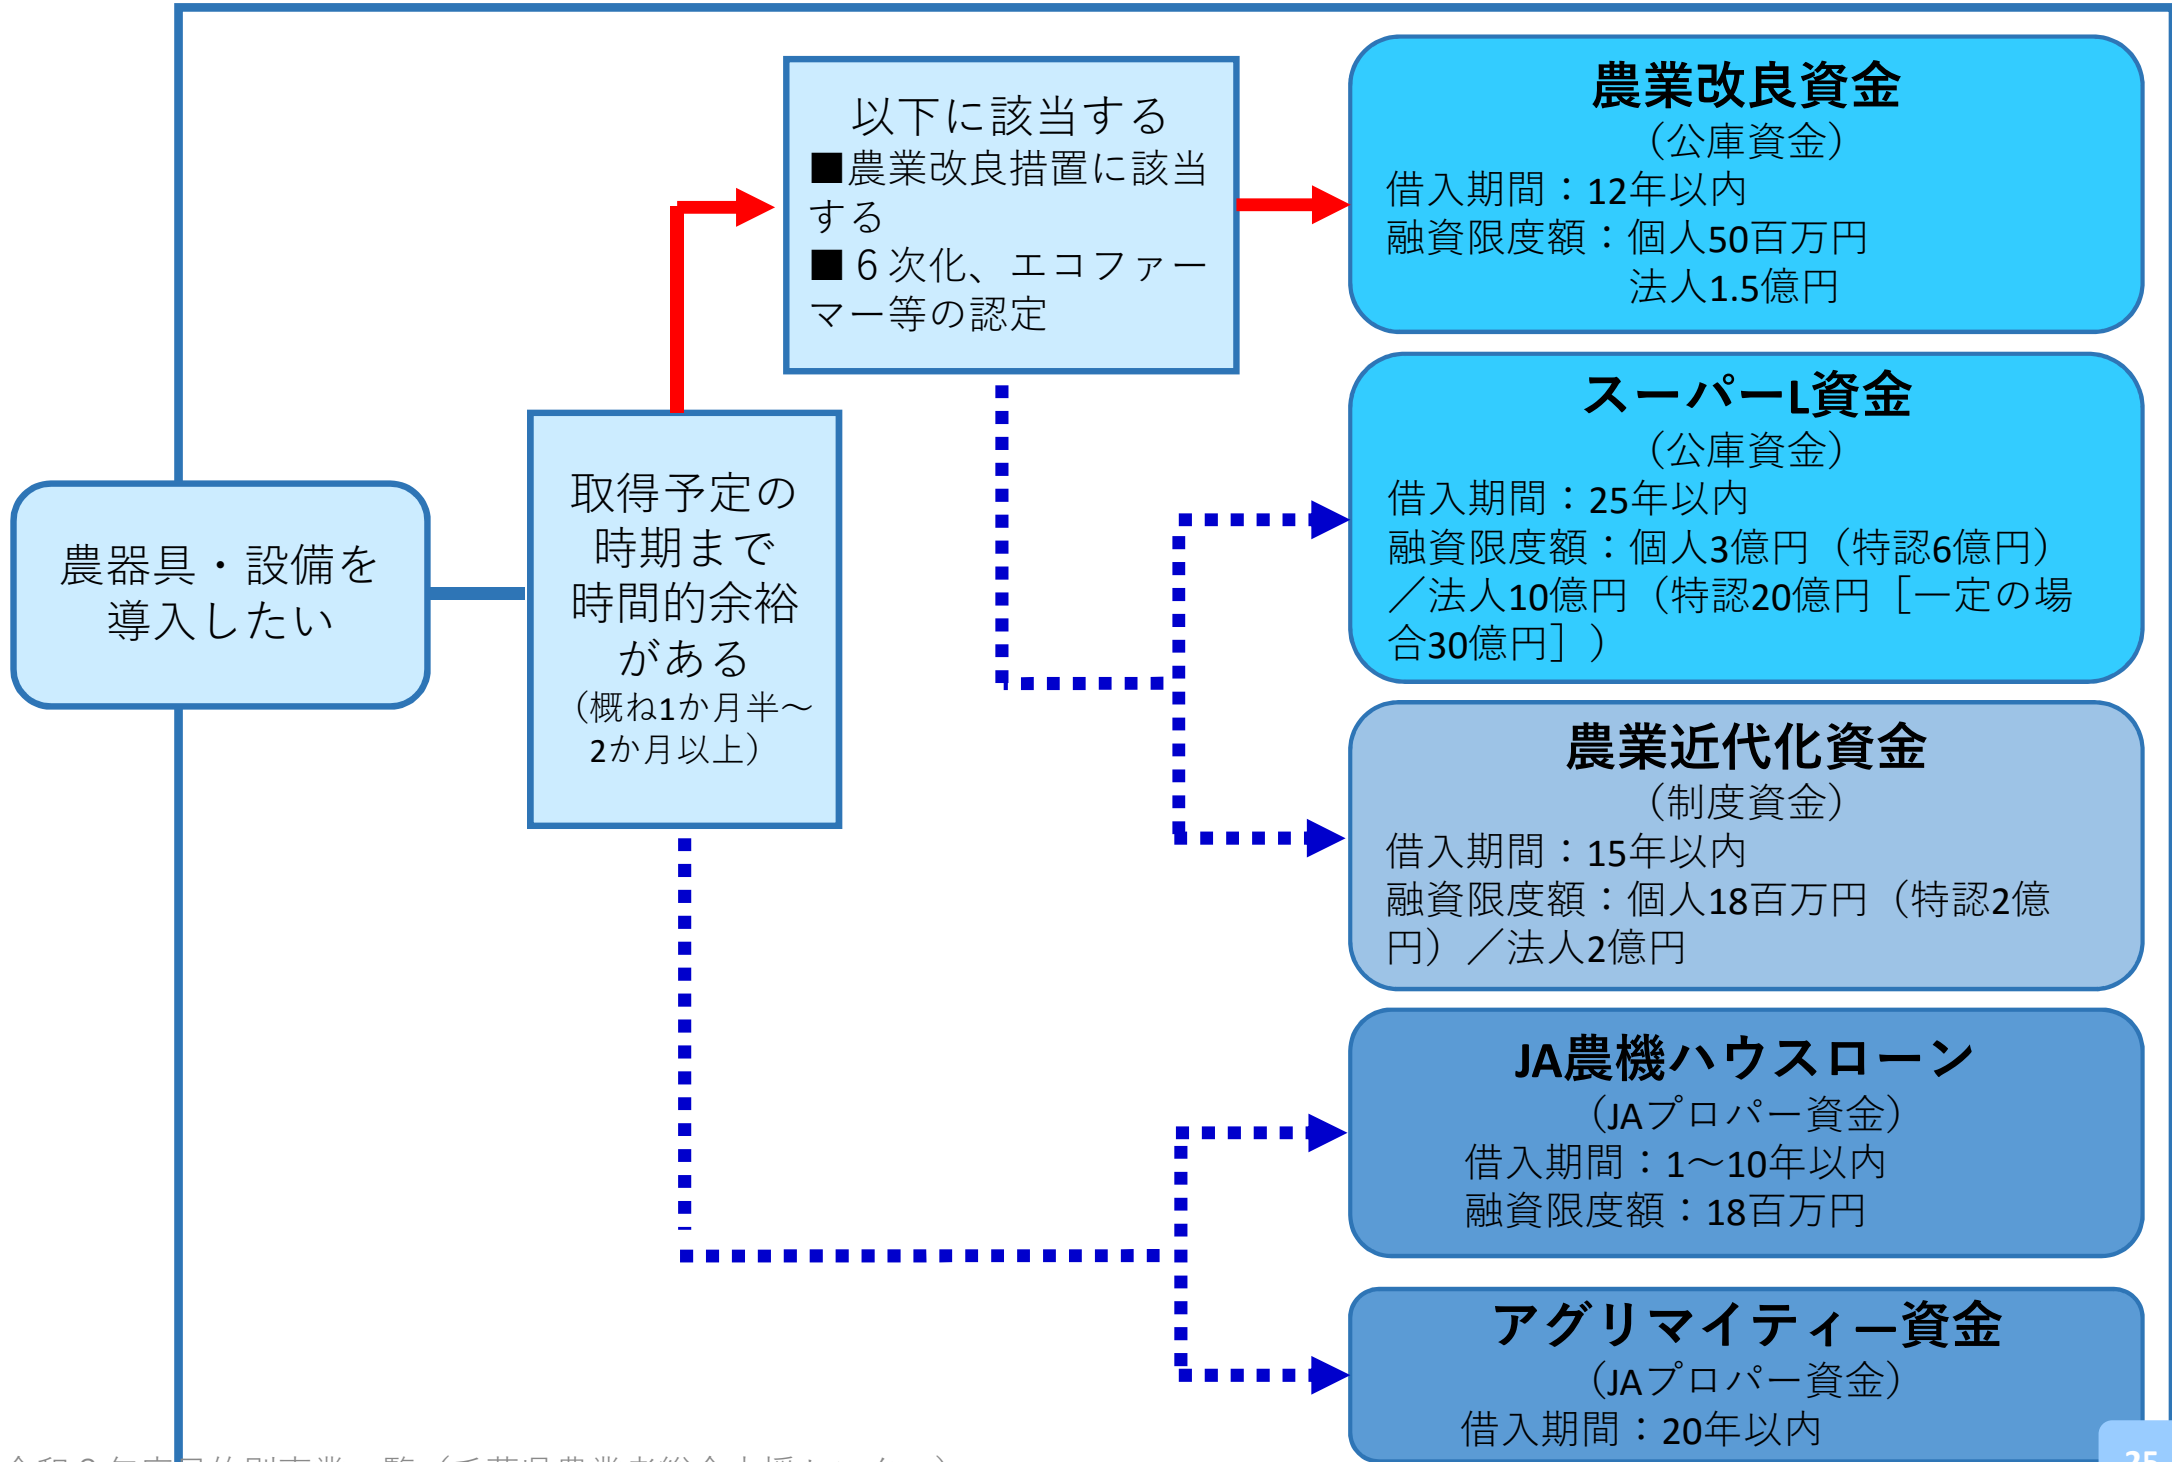 農器具・設備を
導入したい
取得予定の
時期まで
時間的余裕
がある
（概ね1か月半～
2か月以上）
以下に該当する
■農業改良措置に該当
する
■６次化、エコファー
マー等の認定
農業改良資金
（公庫資金）
借入期間：12年以内
融資限度額：個人50百万円
法人1.5億円
スーパーL資金
（公庫資金）
借入期間：25年以内
融資限度額：個人3億円（特認6億円）
／法人10億円（特認20億円［一定の場
合30億円］）
農業近代化資金
（制度資金）
借入期間：15年以内
融資限度額：個人18百万円（特認2億
円）／法人2億円
JA農機ハウスローン
（JAプロパー資金）
借入期間：1～10年以内
融資限度額：18百万円
アグリマイティー資金
（JAプロパー資金）
借入期間：20年以内